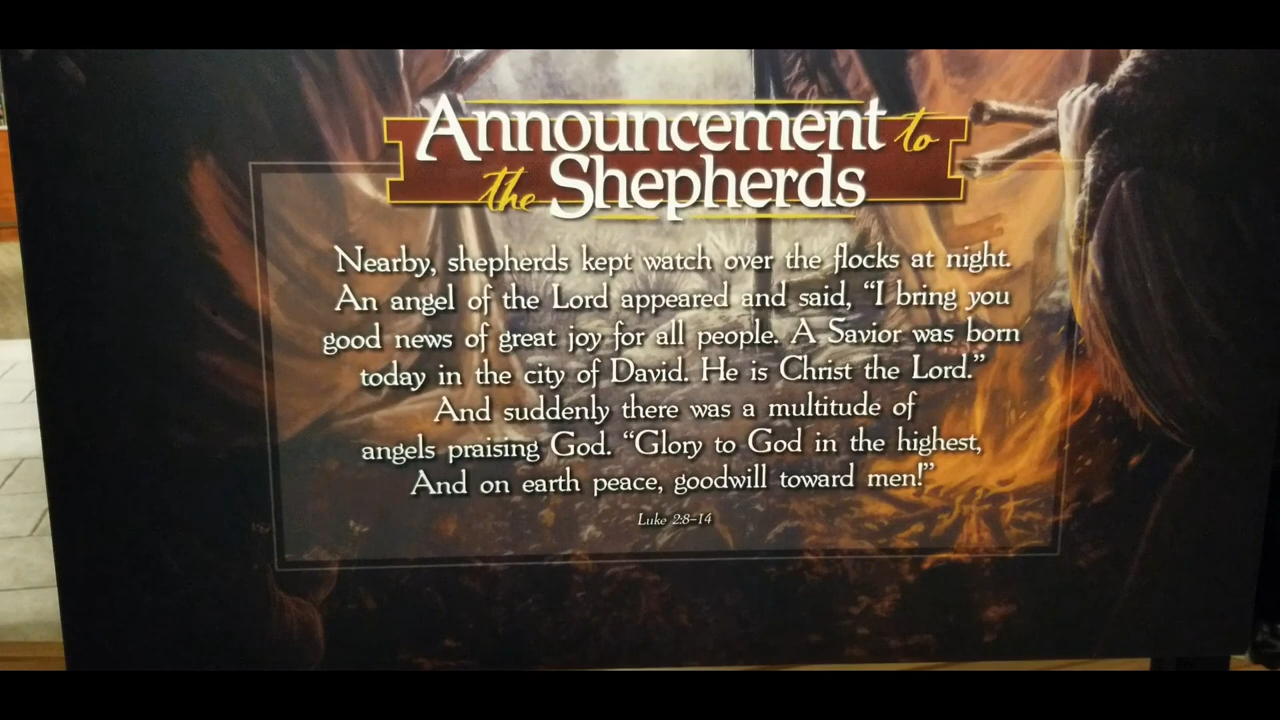 Announcement to
the Shepherds
Nearby, shepherds kept watch over the flocks at night.
An angel of the Lord appeared and said, “I bring you
good news of great joy for all people. A Savior was born
today in the city of David. He is Christ the Lord.”
And suddenly there was a multitude of
angels praising God. “Glory to God in the highest,
And on earth peace, goodwill toward men!”
Luke 2:8–14